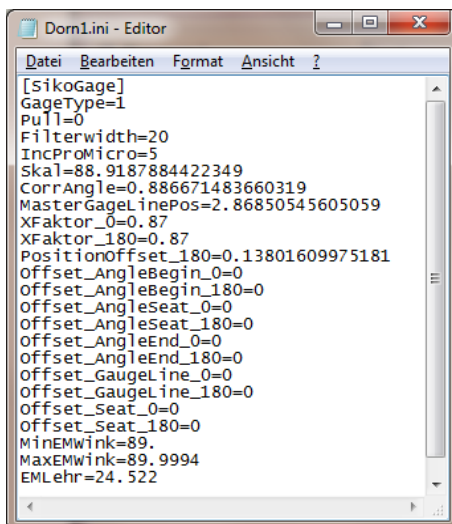 Dorn1.ini - Editor
Datei Bearbeiten Format Ansicht ?
[SikoGage]
GageType=1
Pull=0
Filterwidth=20
IncProMicro=5
Skal=88.9187884422349
CorrAngle=0.886671483660319
MasterGageLinePos=2.86850545605059
XFaktor_0=0.87
XFaktor_180=0.87
PositionOffset_180=0.13801609975181
Offset_AngleBegin_0=0
Offset_AngleBegin_180=0
Offset_AngleSeat_0=0
Offset_AngleSeat_180=0
Offset_AngleEnd_0=0
Offset_AngleEnd_180=0
Offset_GaugeLine_0=0
Offset_GaugeLine_180=0
Offset_Seat_0=0
Offset_Seat_180=0
MinEMWink=89.
MaxEMWink=89.9994
EMLehr=24.522